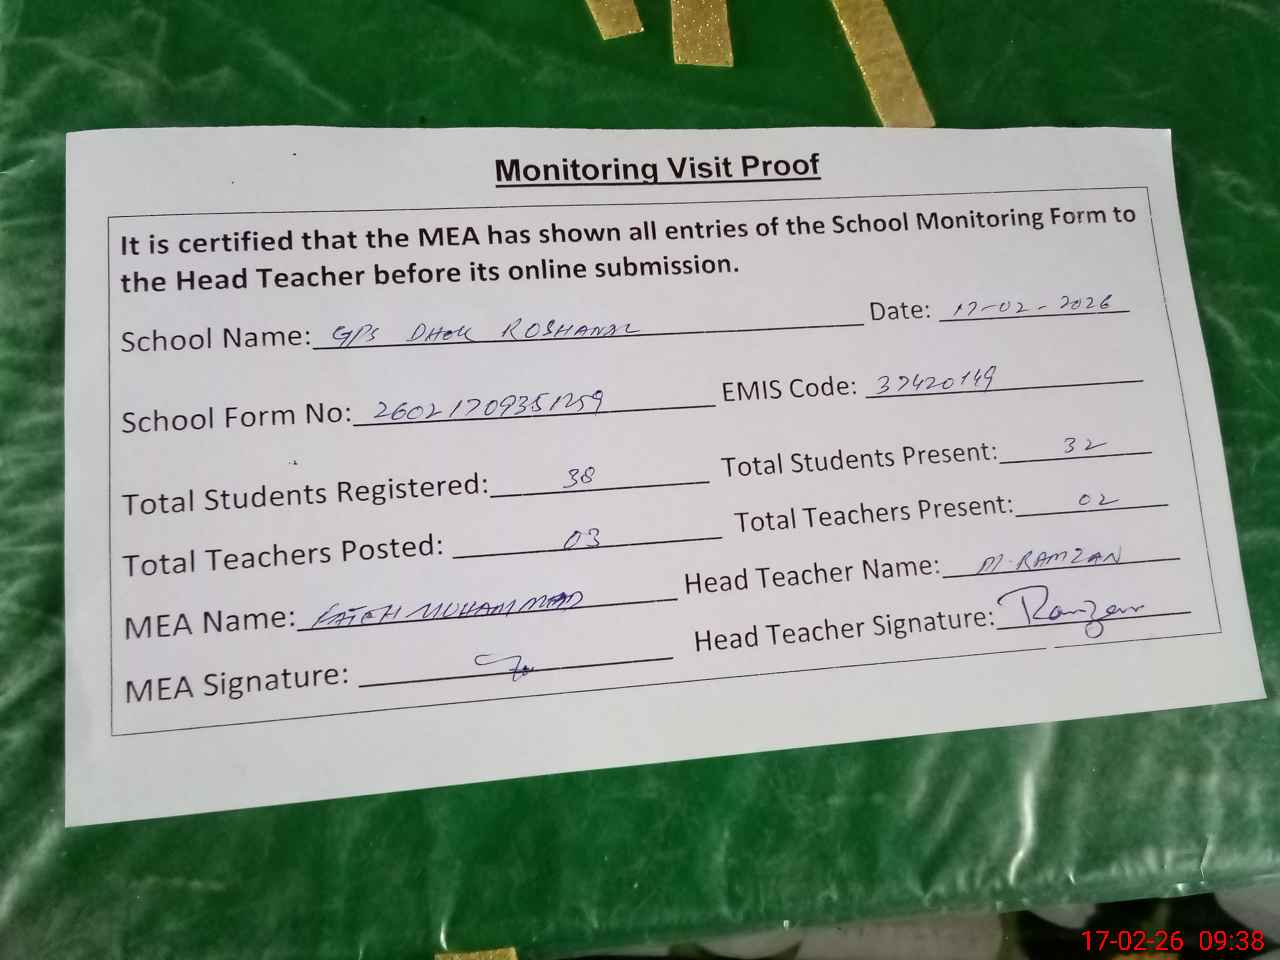 Monitoring Visit Proof
It is certified that the MEA has shown all entries of the School Monitoring Form to
the Head Teacher before its online submission.
School Name: GPS DHOK ROSHANAL Date: 17-02-2026
School Form No: 26021709351259 EMIS Code: 37420149
Total Students Registered: 38 Total Students Present: 32
Total Teachers Posted: 03 Total Teachers Present: 02
MEA Name: FATEH MUHAMMAD Head Teacher Name: M. RAMZAN
MEA Signature: Head Teacher Signature: Ramzan
17-02-26 09:38